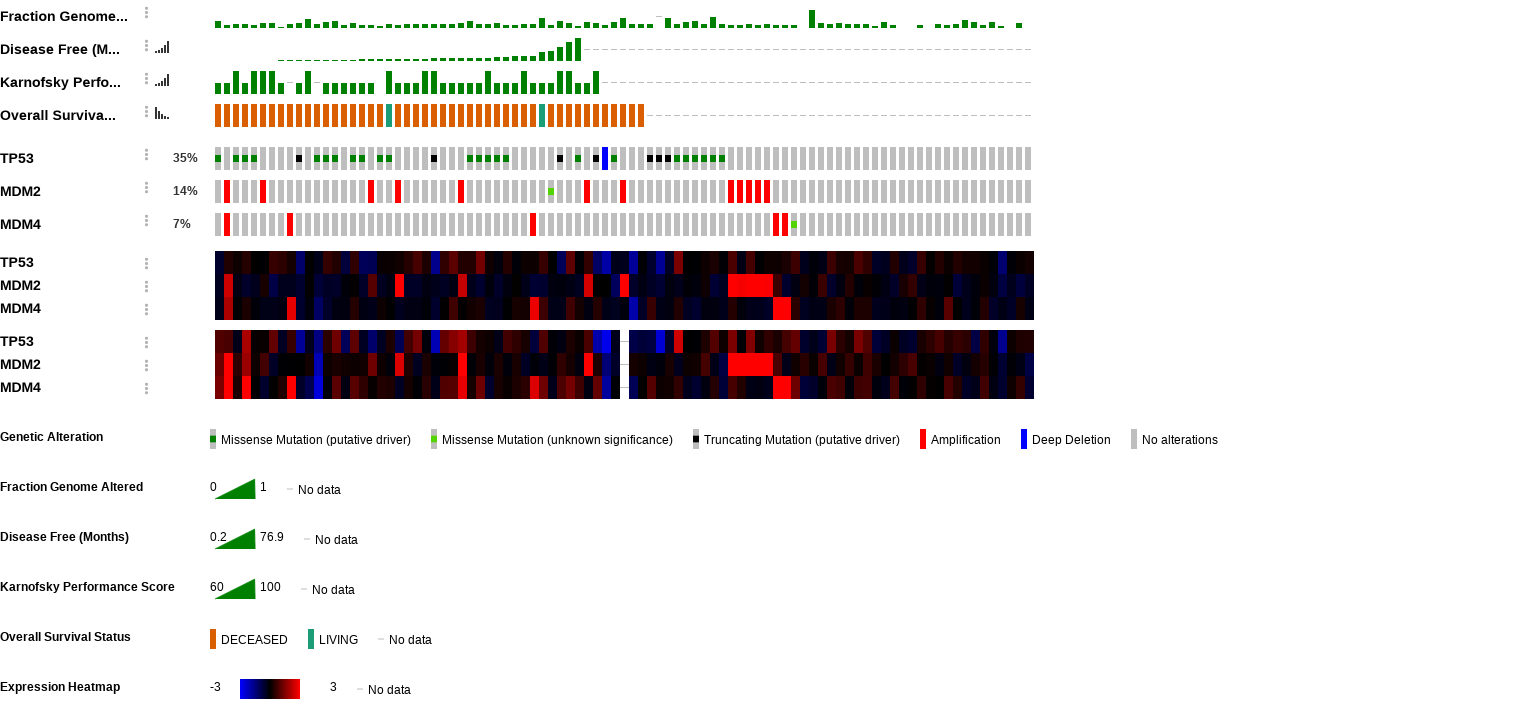 Fraction Genome...
Disease Free (M...
Karnofsky Perfo...
Overall Surviva...
TP53 35%
MDM2 14%
MDM4 7%
TP53
MDM2
MDM4
TP53
MDM2
MDM4
Genetic Alteration Missense Mutation (putative driver) Missense Mutation (unknown significance) Truncating Mutation (putative driver) Amplification Deep Deletion No alterations
Fraction Genome Altered 0 1 No data
Disease Free (Months) 0.2 76.9 No data
Karnofsky Performance Score 60 100 No data
Overall Survival Status DECEASED LIVING No data
Expression Heatmap -3 3 No data